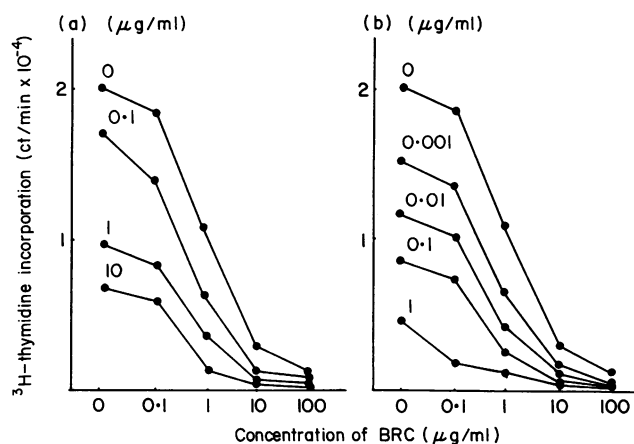 (a) (μg/ml)
(b) (μg/ml)
³H-thymidine incorporation (ct/min x 10⁻⁴)
2
1
0
0·1
1
10
0 0·1 1 10 100
2
1
0
0·001
0·01
0·1
1
0 0·1 1 10 100
Concentration of BRC (μg/ml)